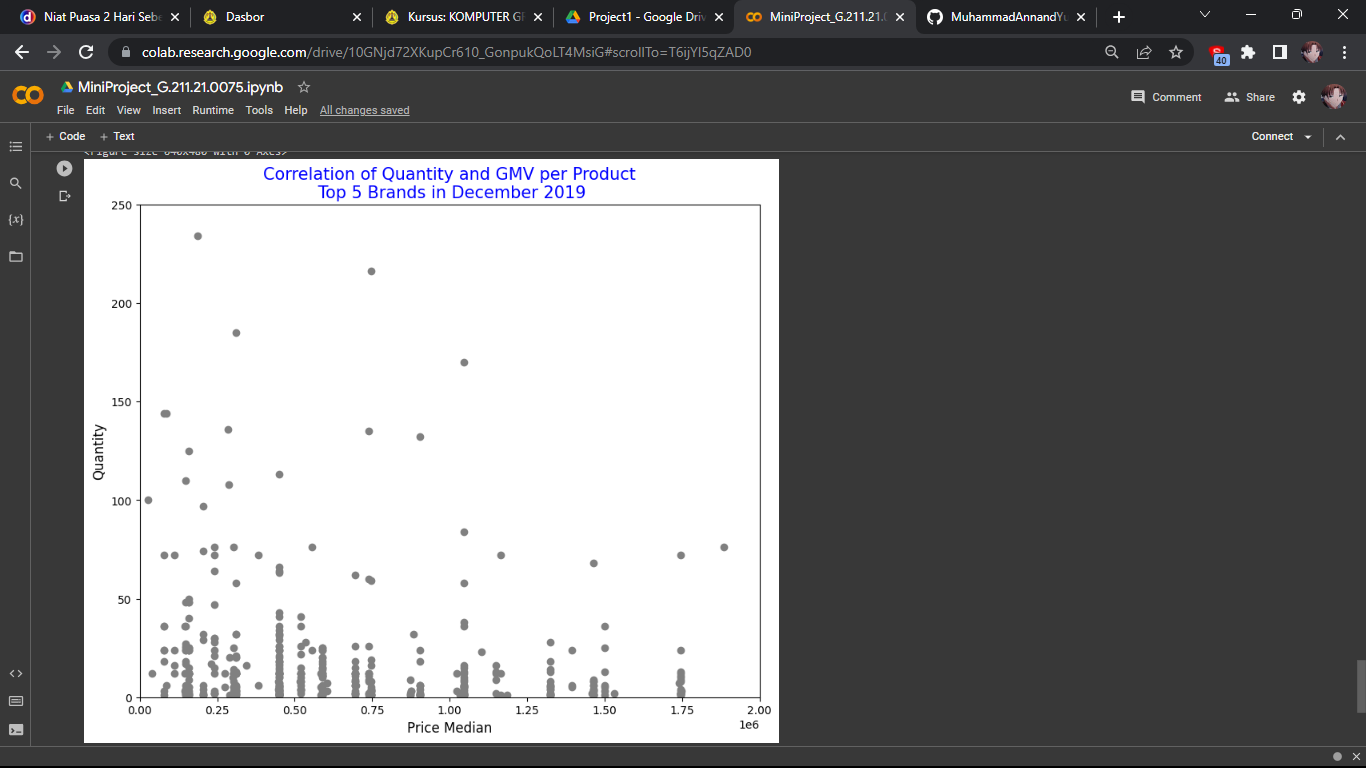 Niat Puasa 2 Hari Seb
Dasbor
Kursus: KOMPUTER G
Project1 - Google Driv
MiniProject_G.211.21.0
MuhammadAnnandYu
colab.research.google.com/drive/10GNjd72XKupCr610_GonpukQoLT4MsiG#scrollTo=T6ijYI5qZAD0
40
MiniProject_G.211.21.0075.ipynb
Comment
Share
File Edit View Insert Runtime Tools Help All changes saved
+ Code + Text
Connect
<Figure size 640x480 with 0 Axes>
{x}
Correlation of Quantity and GMV per Product
Top 5 Brands in December 2019
250
200
150
100
50
0
Quantity
0.00 0.25 0.50 0.75 1.00 1.25 1.50 1.75 2.00
1e6
Price Median